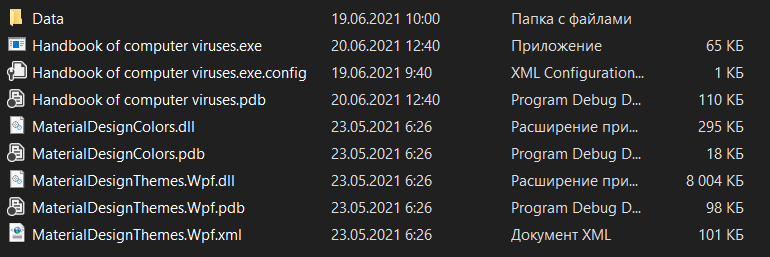 Data 19.06.2021 10:00 Папка с файлами
Handbook of computer viruses.exe 20.06.2021 12:40 Приложение 65 КБ
Handbook of computer viruses.exe.config 19.06.2021 9:40 XML Configuration... 1 КБ
Handbook of computer viruses.pdb 20.06.2021 12:40 Program Debug D... 110 КБ
MaterialDesignColors.dll 23.05.2021 6:26 Расширение при... 295 КБ
MaterialDesignColors.pdb 23.05.2021 6:26 Program Debug D... 18 КБ
MaterialDesignThemes.Wpf.dll 23.05.2021 6:26 Расширение при... 8 004 КБ
MaterialDesignThemes.Wpf.pdb 23.05.2021 6:26 Program Debug D... 98 КБ
MaterialDesignThemes.Wpf.xml 23.05.2021 6:26 Документ XML 101 КБ